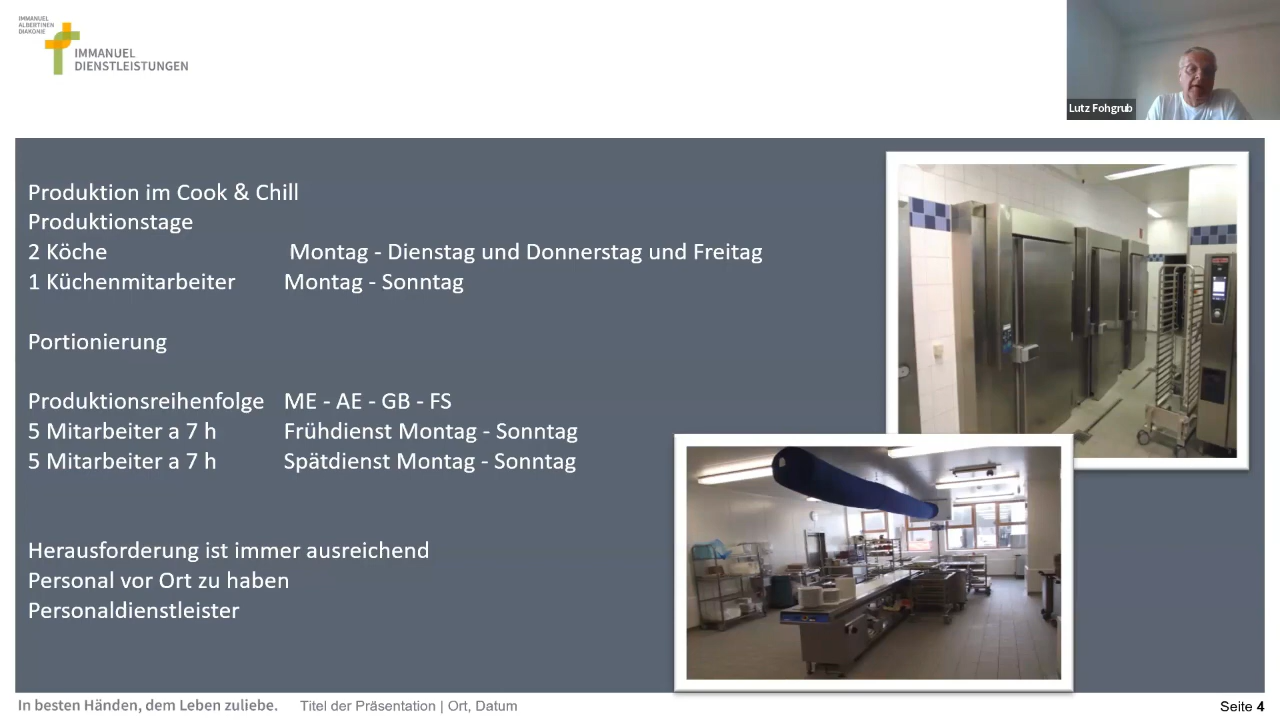 IMMANUEL
ALBERTINEN
DIAKONIE
IMMANUEL
DIENSTLEISTUNGEN
Lutz Fohgrub
Produktion im Cook & Chill
Produktionstage
2 Köche Montag - Dienstag und Donnerstag und Freitag
1 Küchenmitarbeiter Montag - Sonntag
Portionierung
Produktionsreihenfolge ME - AE - GB - FS
5 Mitarbeiter a 7 h Frühdienst Montag - Sonntag
5 Mitarbeiter a 7 h Spätdienst Montag - Sonntag
Herausforderung ist immer ausreichend
Personal vor Ort zu haben
Personaldienstleister
In besten Händen, dem Leben zuliebe. Titel der Präsentation | Ort, Datum Seite 4